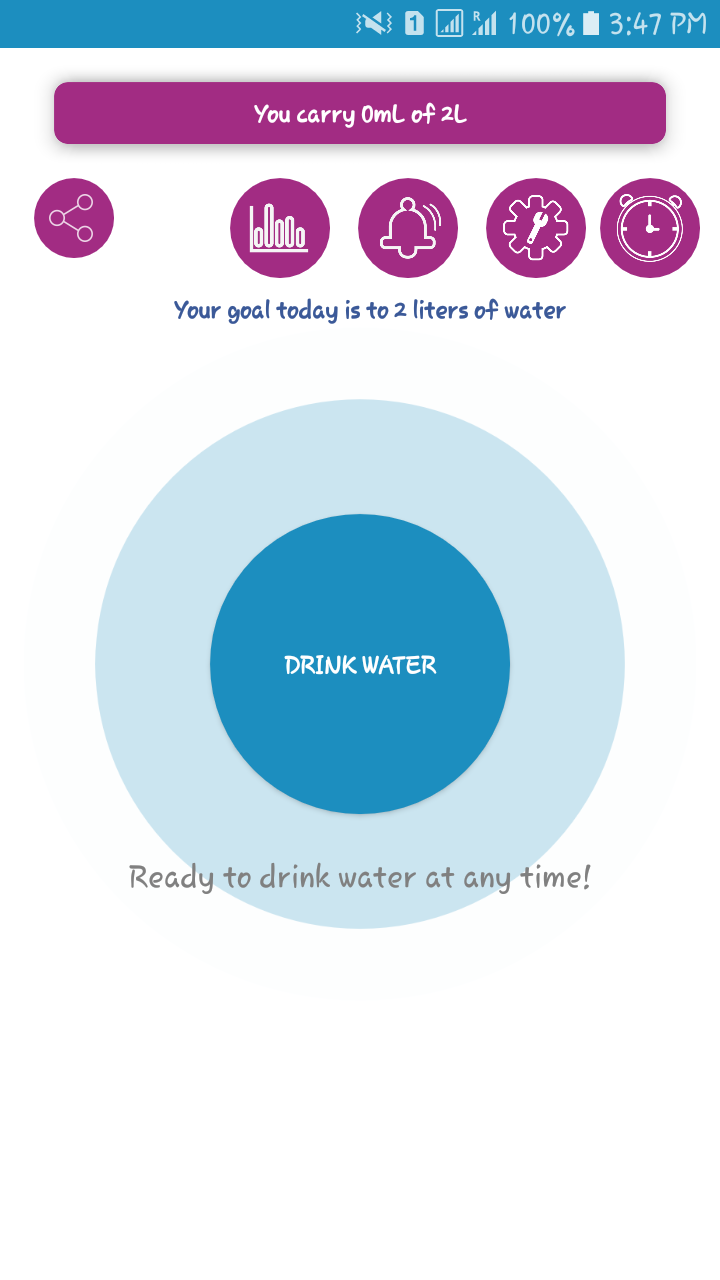 1 R 100% 3:47 PM
You carry 0mL of 2L
Your goal today is to 2 liters of water
DRINK WATER
Ready to drink water at any time!